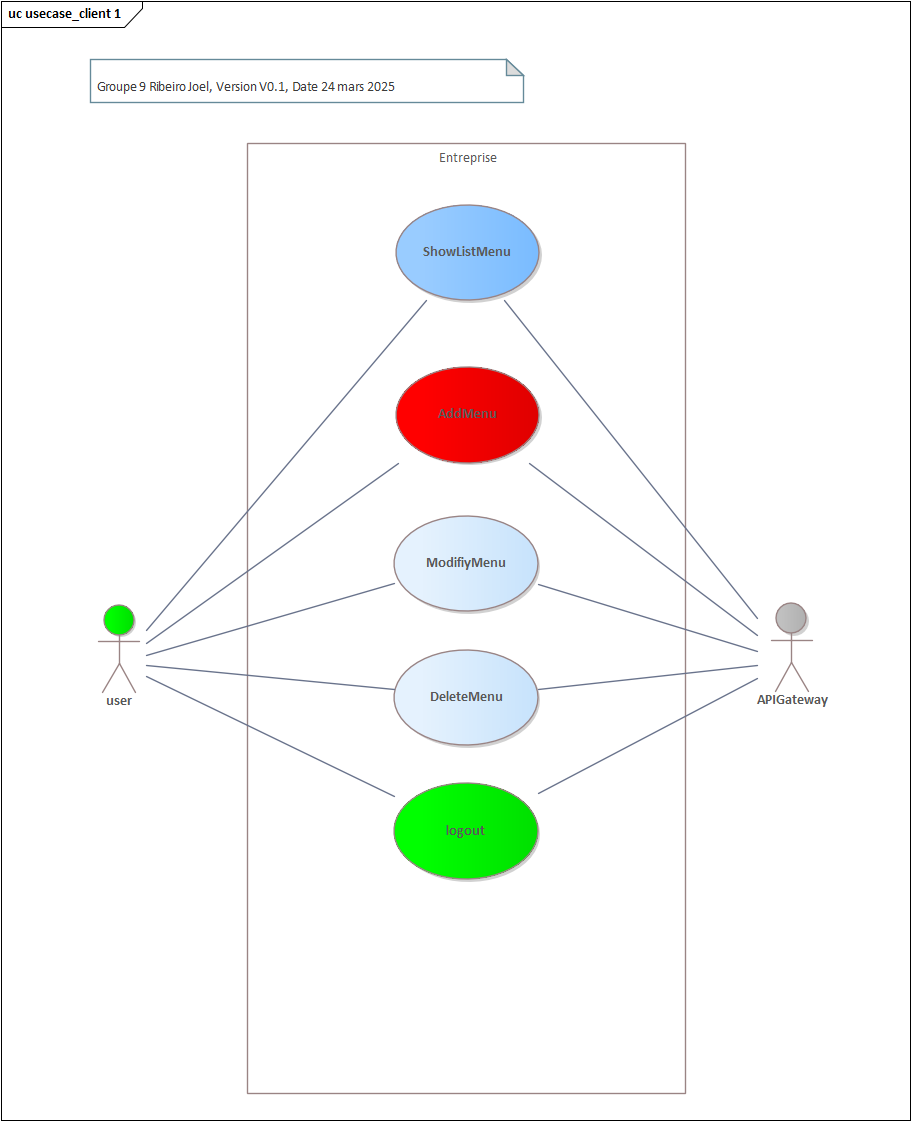 uc usecase_client 1
Groupe 9 Ribeiro Joel, Version V0.1, Date 24 mars 2025
Entreprise
ShowListMenu
AddMenu
ModifiyMenu
user
APIGateway
DeleteMenu
logout